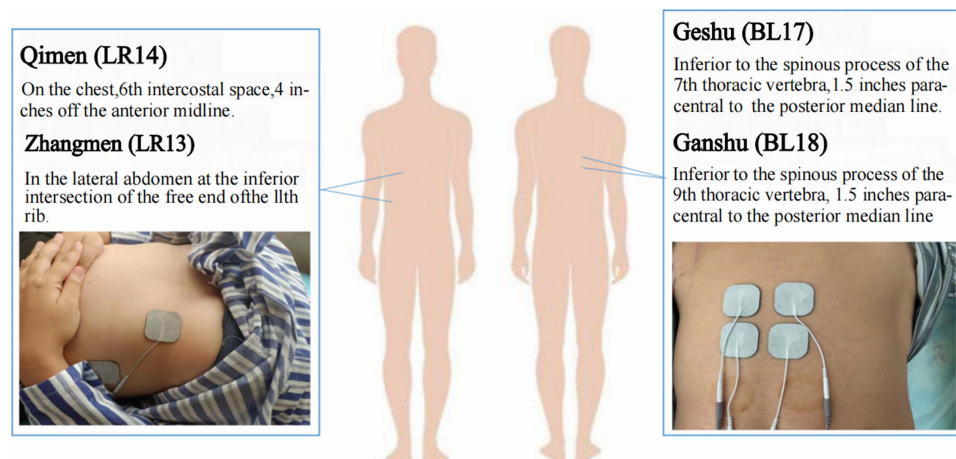 Qimen (LR14)
On the chest,6th intercostal space,4 in-
ches off the anterior midline.
Zhangmen (LR13)
In the lateral abdomen at the inferior
intersection of the free end ofthe llth
rib.
Geshu (BL17)
Inferior to the spinous process of the
7th thoracic vertebra,1.5 inches para-
central to the posterior median line.
Ganshu (BL18)
Inferior to the spinous process of the
9th thoracic vertebra, 1.5 inches para-
central to the posterior median line